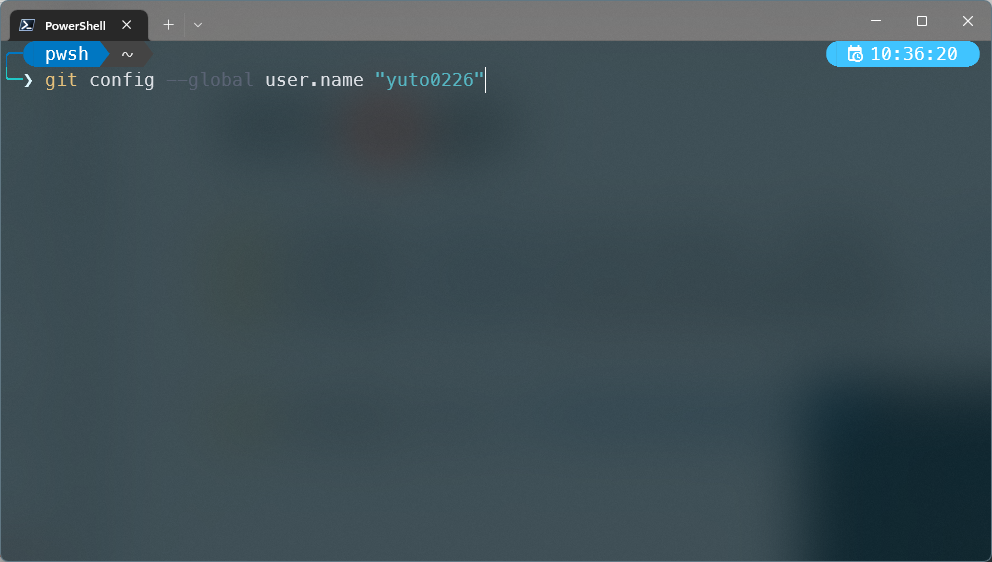 PowerShell
pwsh ~ 10:36:20
❯ git config --global user.name "yuto0226"